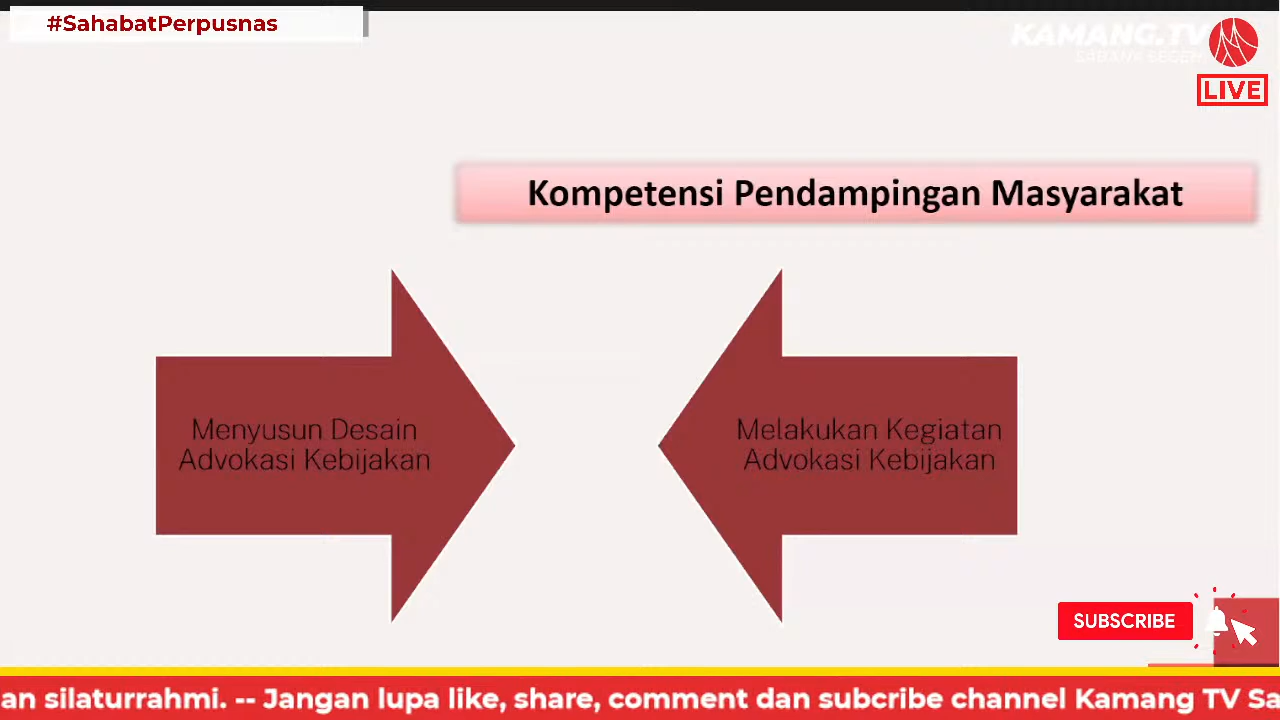 #SahabatPerpusnas
KAMANG.TV
LIVE
Kompetensi Pendampingan Masyarakat
Menyusun Desain
Advokasi Kebijakan
Melakukan Kegiatan
Advokasi Kebijakan
SUBSCRIBE
an silaturrahmi. -- Jangan lupa like, share, comment dan subcribe channel Kamang TV Sa